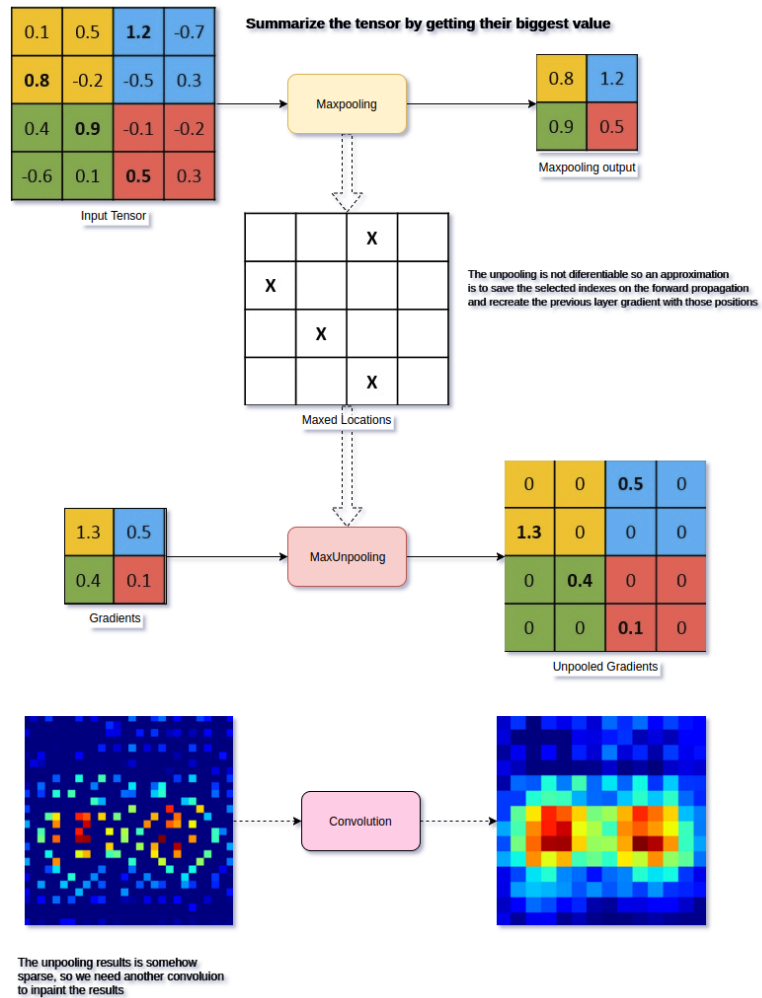 Summarize the tensor by getting their biggest value
0.1 0.5 1.2 -0.7
0.8 -0.2 -0.5 0.3
0.4 0.9 -0.1 -0.2
-0.6 0.1 0.5 0.3
Input Tensor
Maxpooling
0.8 1.2
0.9 0.5
Maxpooling output
X
X
X
X
Maxed Locations
The unpooling is not diferentiable so an approximation
is to save the selected indexes on the forward propagation
and recreate the previous layer gradient with those positions
1.3 0.5
0.4 0.1
Gradients
MaxUnpooling
0 0 0.5 0
1.3 0 0 0
0 0.4 0 0
0 0 0.1 0
Unpooled Gradients
Convolution
The unpooling results is somehow
sparse, so we need another convoluion
to inpaint the results